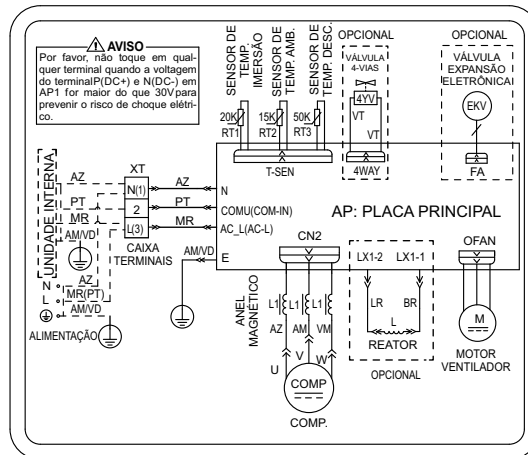 AVISO
Por favor, não toque em qual-
quer terminal quando a voltagem
do terminalP(DC+) e N(DC-) em
AP1 for maior do que 30Vpara
prevenir o risco de choque elétri-
co.
SENSOR DE
TEMP.
IMERSÃO
SENSOR DE
TEMP. AMB.
SENSOR DE
TEMP. DESC.
OPCIONAL
VÁLVULA
4-VIAS
4YV
VT
VT
4WAY
OPCIONAL
VÁLVULA
EXPANSÃO
ELETRÔNICA
EKV
FA
20K
RT1
15K
RT2
50K
RT3
T-SEN
UNIDADE INTERNA
AZ
PT
MR
AM/VD
XT
N(1)
2
L(3)
CAIXA
TERMINAIS
AZ
PT
MR
AM/VD
N
COMU(COM-IN)
AC_L(AC-L)
E
AP: PLACA PRINCIPAL
N
L
AZ
MR(PT)
AM/VD
ALIMENTAÇÃO
CN2
ANEL
MAGNÉTICO
L1
L1
L1
AZ
AM
VM
U
V
W
COMP
COMP.
LX1-2
LX1-1
LR
BR
L
REATOR
OPCIONAL
OFAN
M
MOTOR
VENTILADOR